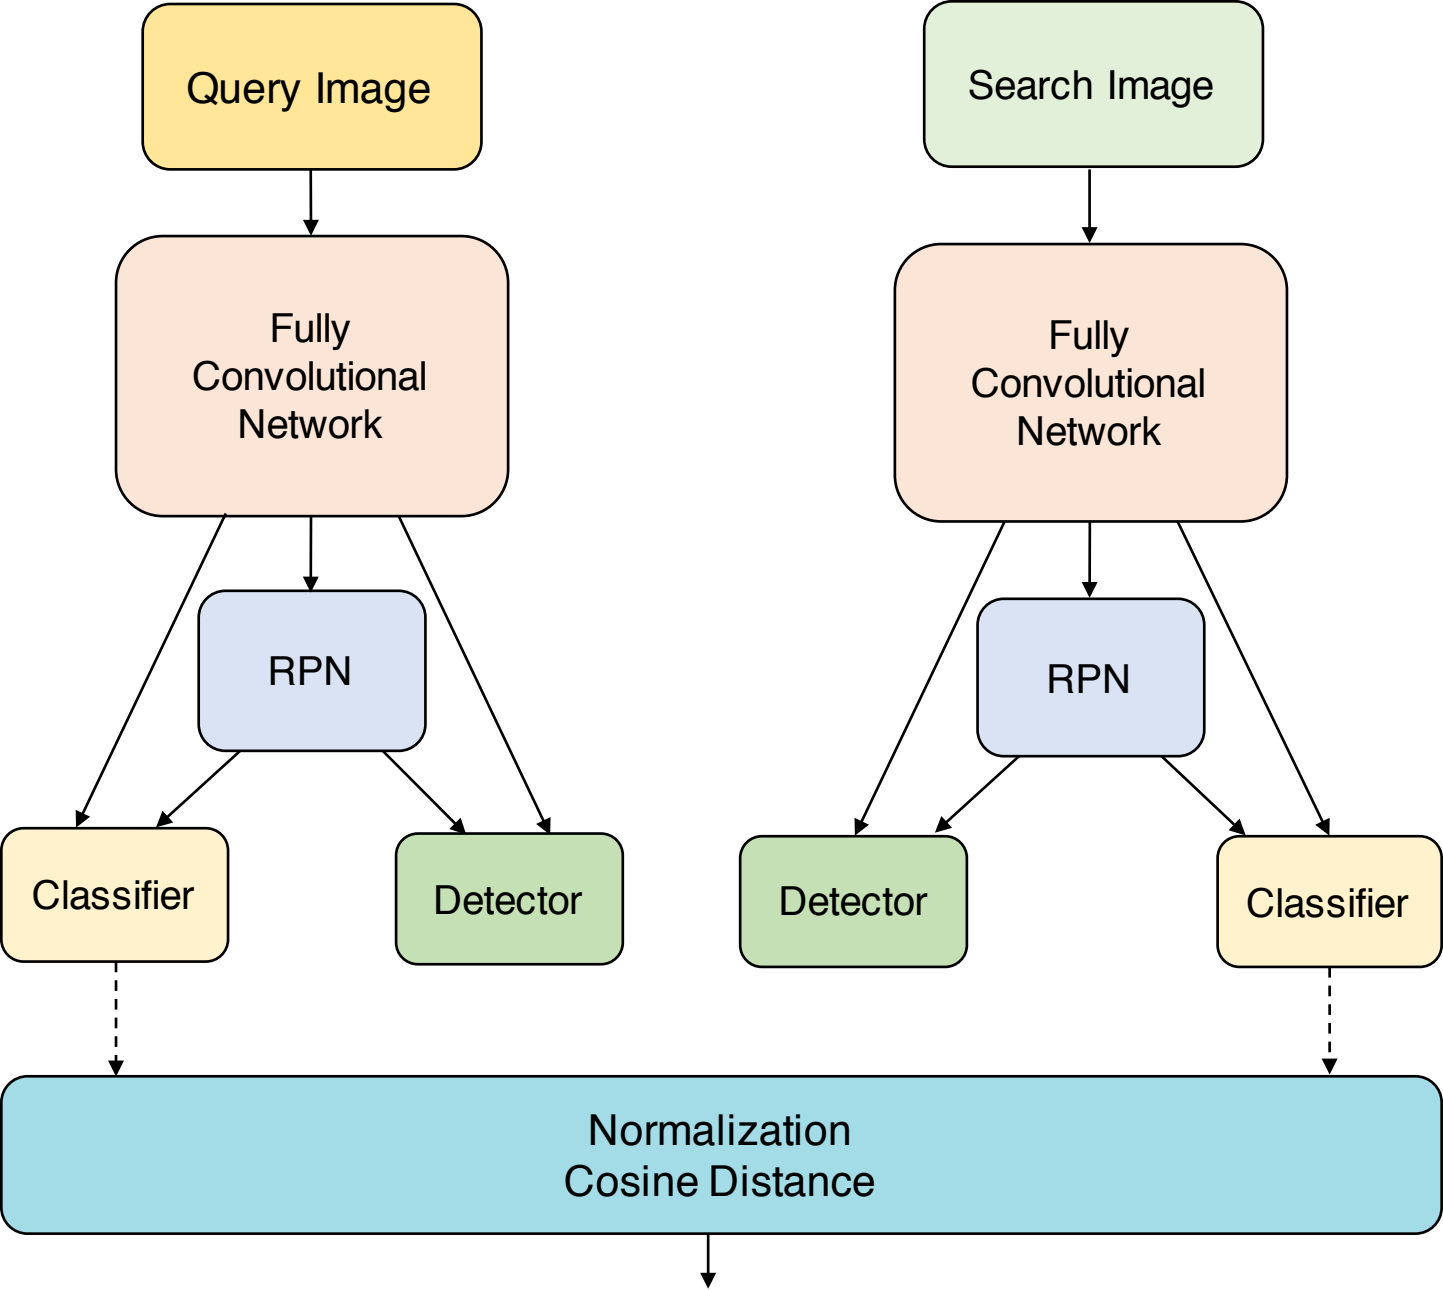 Query Image
Search Image
Fully
Convolutional
Network
Fully
Convolutional
Network
RPN
RPN
Classifier
Detector
Detector
Classifier
Normalization
Cosine Distance